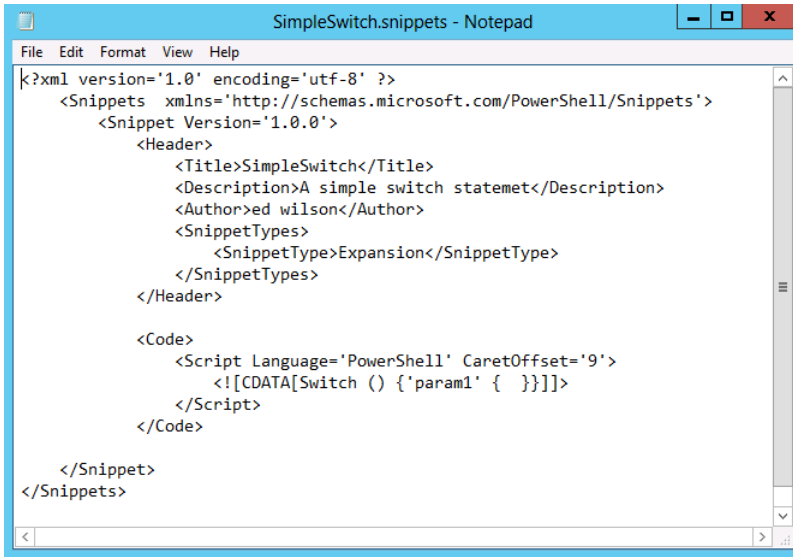 SimpleSwitch.snippets - Notepad
File Edit Format View Help
<?xml version='1.0' encoding='utf-8' ?>
    <Snippets  xmlns='http://schemas.microsoft.com/PowerShell/Snippets'>
        <Snippet Version='1.0.0'>
            <Header>
                <Title>SimpleSwitch</Title>
                <Description>A simple switch statemet</Description>
                <Author>ed wilson</Author>
                <SnippetTypes>
                    <SnippetType>Expansion</SnippetType>
                </SnippetTypes>
            </Header>

            <Code>
                <Script Language='PowerShell' CaretOffset='9'>
                    <![CDATA[Switch () {'param1' {  }}]]>
                </Script>
            </Code>

    </Snippet>
</Snippets>